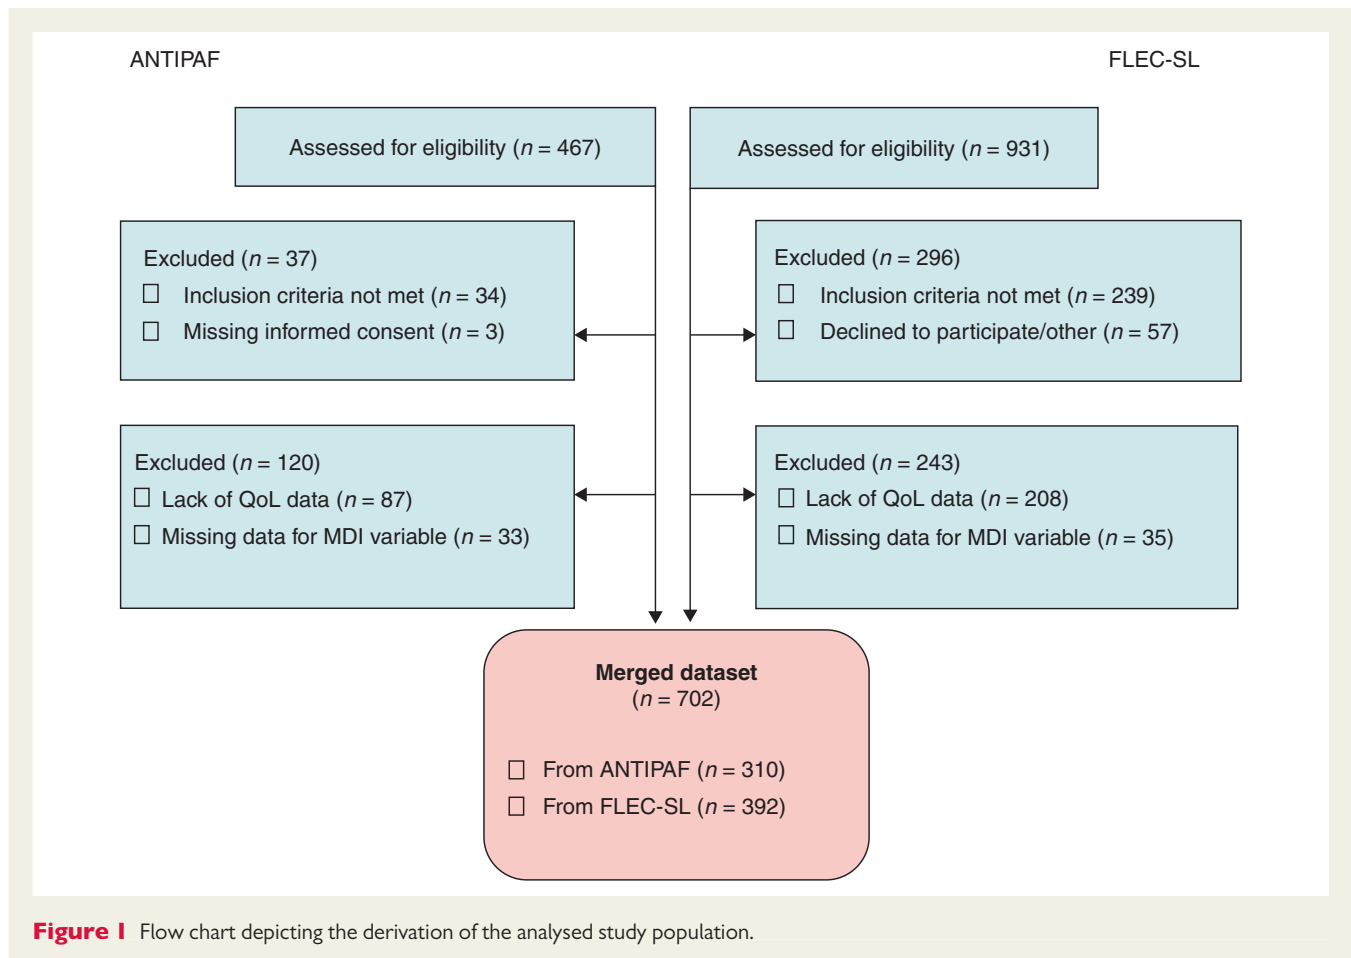 ANTIPAF
FLEC-SL
Assessed for eligibility (n = 467)
Assessed for eligibility (n = 931)
Excluded (n = 37)
Inclusion criteria not met (n = 34)
Missing informed consent (n = 3)
Excluded (n = 296)
Inclusion criteria not met (n = 239)
Declined to participate/other (n = 57)
Excluded (n = 120)
Lack of QoL data (n = 87)
Missing data for MDI variable (n = 33)
Excluded (n = 243)
Lack of QoL data (n = 208)
Missing data for MDI variable (n = 35)
Merged dataset
(n = 702)
From ANTIPAF (n = 310)
From FLEC-SL (n = 392)
Figure 1 Flow chart depicting the derivation of the analysed study population.